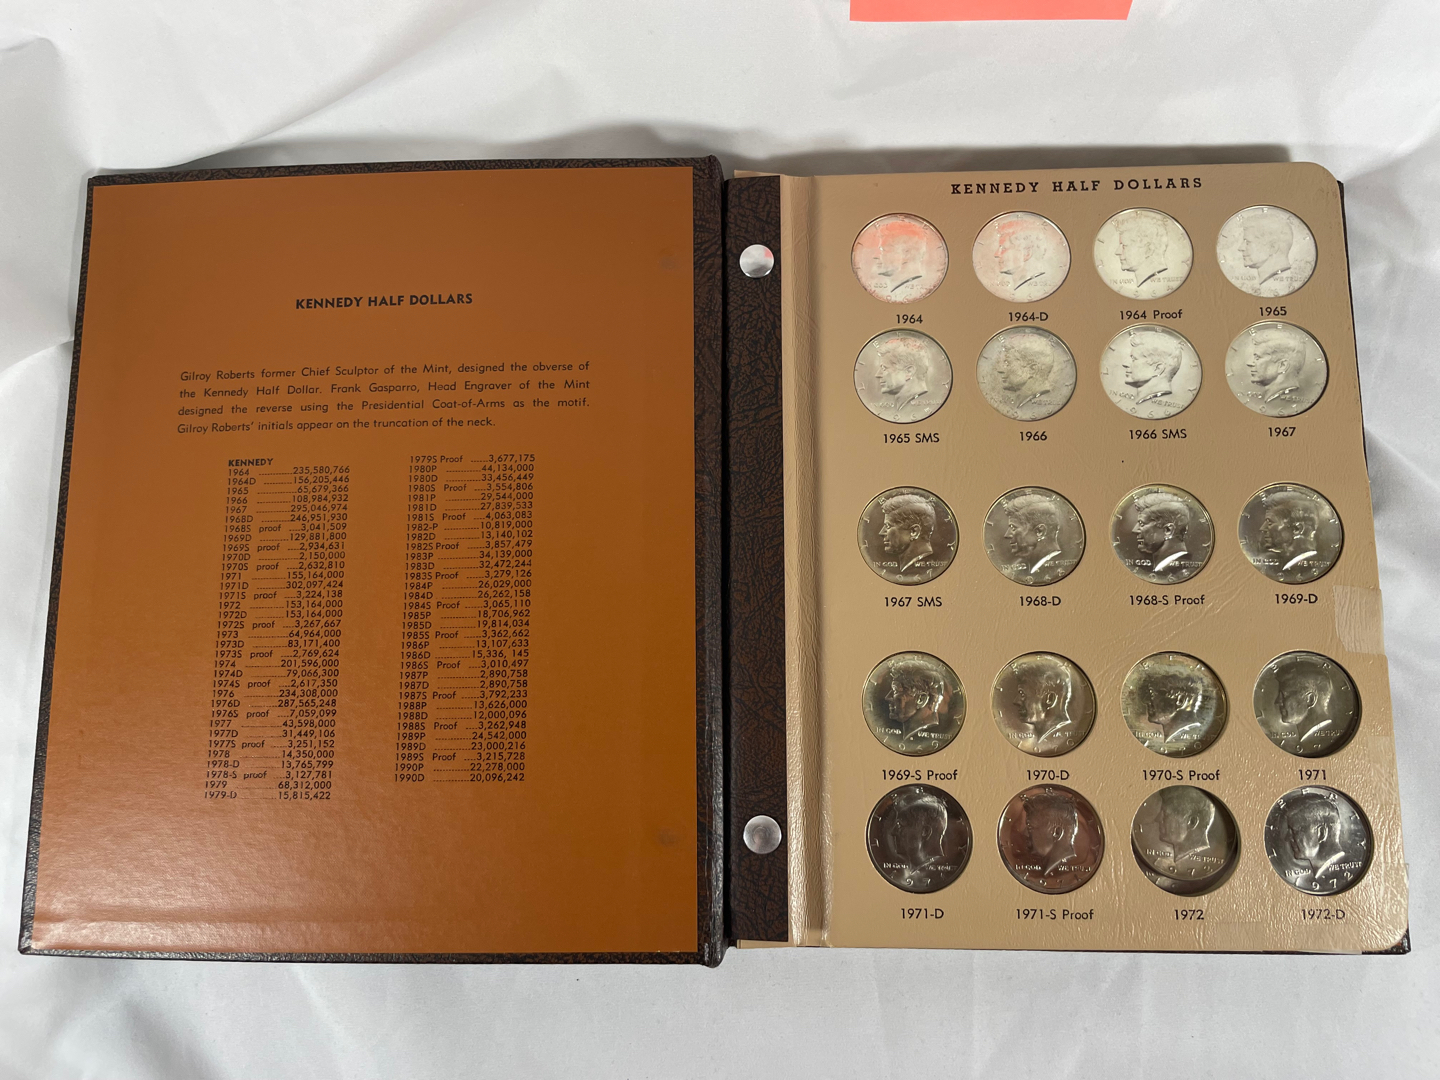 KENNEDY HALF DOLLARS
Gilroy Roberts former Chief Sculptor of the Mint, designed the obverse of
the Kennedy Half Dollar. Frank Gasparro, Head Engraver of the Mint
designed the reverse using the Presidential Coat-of-Arms as the motif.
Gilroy Roberts' initials appear on the truncation of the neck.
KENNEDY
1964 235,580,766
1964D 156,205,446
1965 65,679,366
1966 108,984,932
1967 295,046,974
1968D 246,951,930
1968S proof 3,041,509
1969D 129,881,800
1969S proof 2,934,631
1970D 2,150,000
1970S proof 2,632,810
1971 155,164,000
1971D 302,097,424
1971S proof 3,224,138
1972 153,164,000
1972D 153,164,000
1972S proof 3,267,667
1973 64,964,000
1973D 83,171,400
1973S proof 2,769,624
1974 201,596,000
1974D 79,066,300
1974S proof 2,617,350
1976 234,308,000
1976D 287,565,248
1976S proof 7,059,099
1977 43,598,000
1977D 31,449,106
1977S proof 3,251,152
1978 14,350,000
1978-D 13,765,799
1978-S proof 3,127,781
1979 68,312,000
1979-D 15,815,422
1979S Proof 3,677,175
1980P 44,134,000
1980D 33,456,449
1980S Proof 3,554,806
1981P 29,544,000
1981D 27,839,533
1981S Proof 4,063,083
1982-P 10,819,000
1982D 13,140,102
1982S Proof 3,857,479
1983P 34,139,000
1983D 32,472,244
1983S Proof 3,279,126
1984P 26,029,000
1984D 26,262,158
1984S Proof 3,065,110
1985P 18,706,962
1985D 19,814,034
1985S Proof 3,362,662
1986P 13,107,633
1986D 15,336, 145
1986S Proof 3,010,497
1987P 2,890,758
1987D 2,890,758
1987S Proof 3,792,233
1988P 13,626,000
1988D 12,000,096
1988S Proof 3,262,948
1989P 24,542,000
1989D 23,000,216
1989S Proof 3,215,728
1990P 22,278,000
1990D 20,096,242
KENNEDY HALF DOLLARS
1964 1964-D 1964 Proof 1965
1965 SMS 1966 1966 SMS 1967
1967 SMS 1968-D 1968-S Proof 1969-D
1969-S Proof 1970-D 1970-S Proof 1971
IN GOD WE TRUST
1972
1971-D 1971-S Proof 1972 1972-D